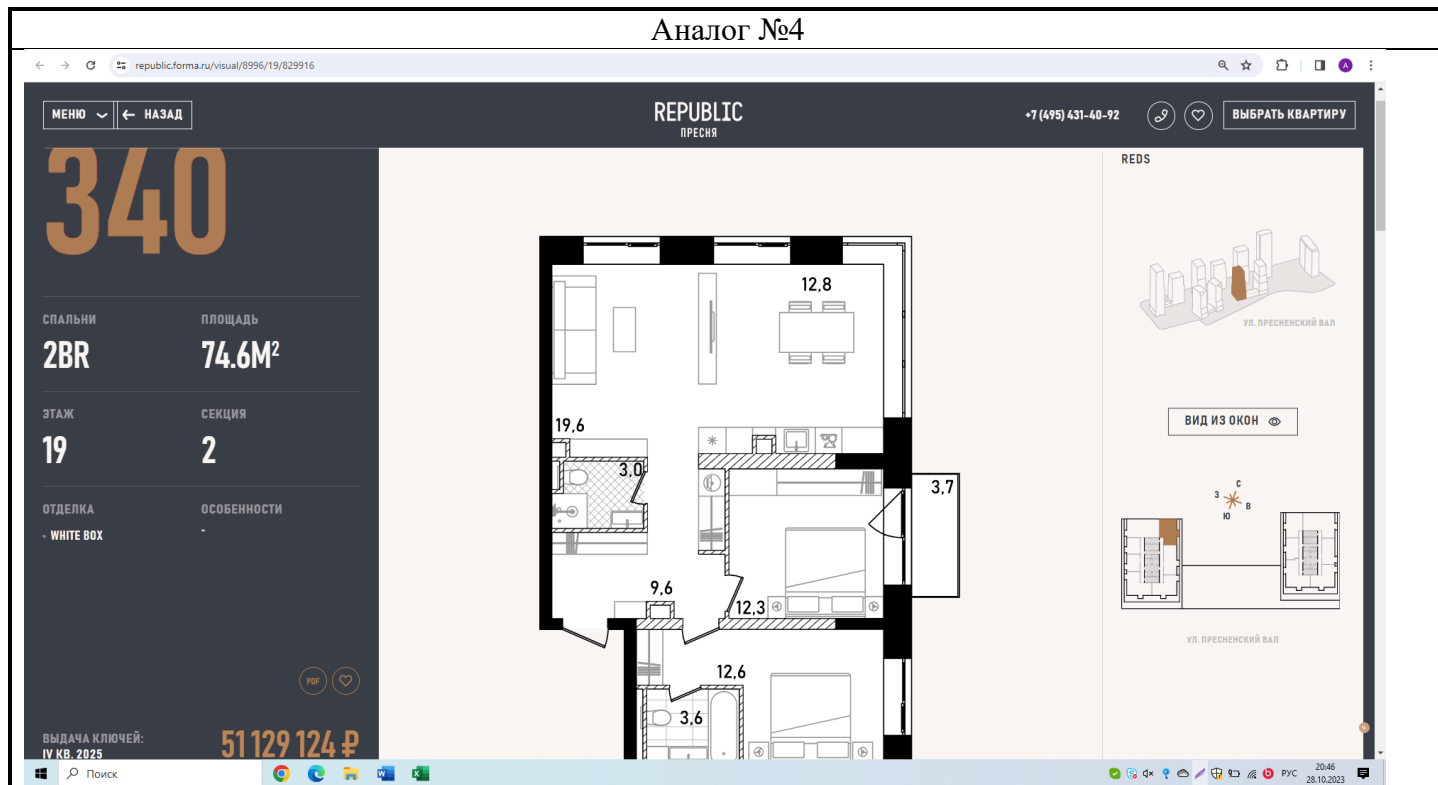 Аналог №4
republic.forma.ru/visual/8996/19/829916
МЕНЮ
НАЗАД
REPUBLIC
ПРЕСНЯ
+7 (495) 431-40-92
ВЫБРАТЬ КВАРТИРУ
340
СПАЛЬНИ
ПЛОЩАДЬ
2BR
74.6М²
ЭТАЖ
СЕКЦИЯ
19
2
ОТДЕЛКА
ОСОБЕННОСТИ
- WHITE BOX
-
PDF
ВЫДАЧА КЛЮЧЕЙ:
IV КВ. 2025
51 129 124 ₽
12,8
19,6
3,0
3,7
9,6
12,3
12,6
3,6
REDS
УЛ. ПРЕСНЕНСКИЙ ВАЛ
ВИД ИЗ ОКОН
С
З
В
Ю
УЛ. ПРЕСНЕНСКИЙ ВАЛ
Поиск
РУС
20:46
28.10.2023